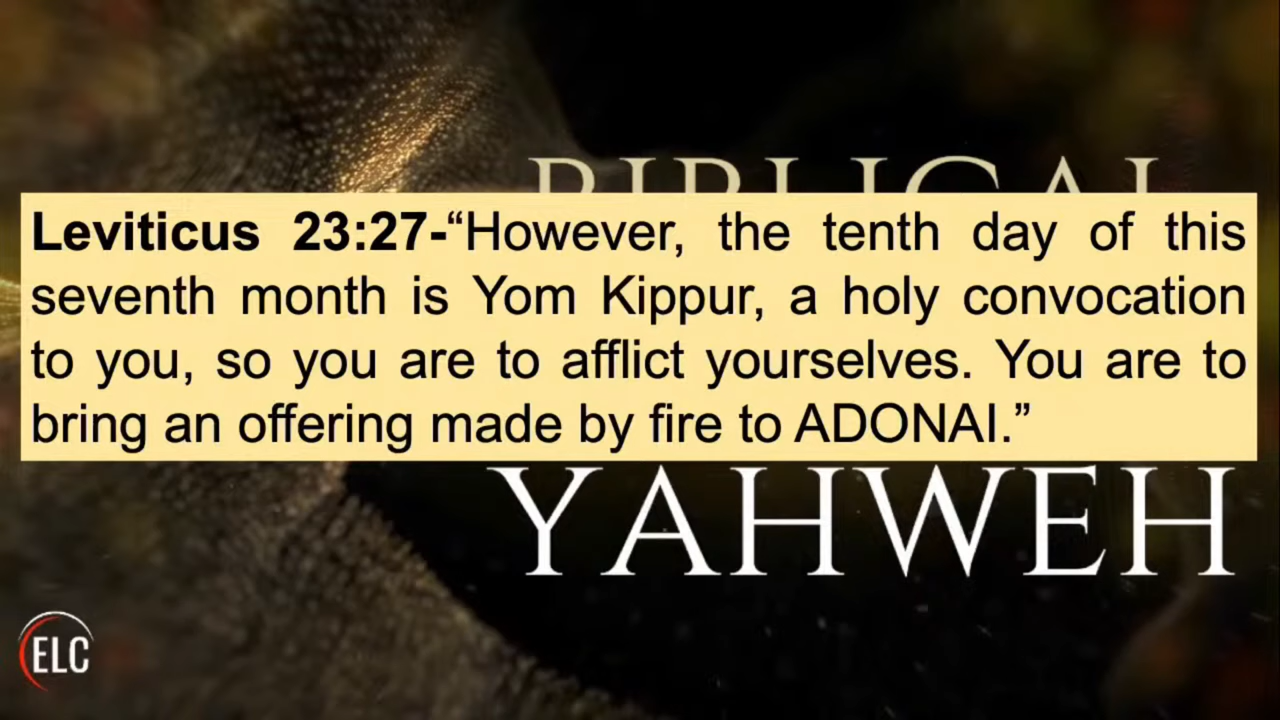 BIBLICAL
Leviticus 23:27-“However, the tenth day of this
seventh month is Yom Kippur, a holy convocation
to you, so you are to afflict yourselves. You are to
bring an offering made by fire to ADONAI.”
YAHWEH
ELC